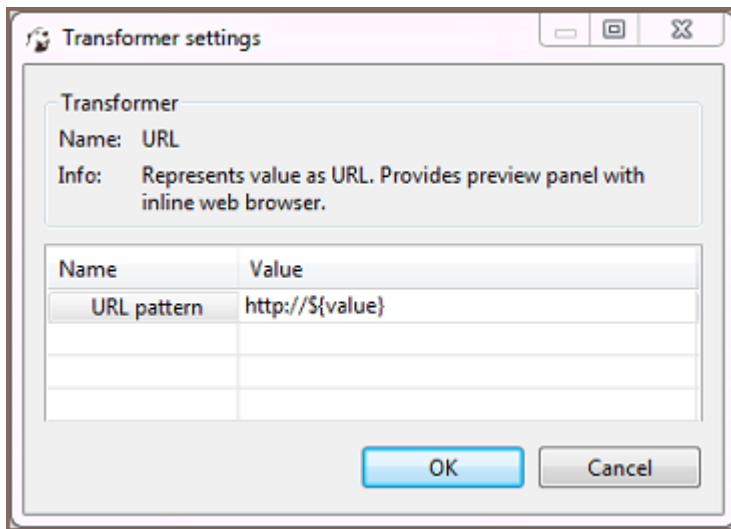 Transformer settings
Transformer
Name: URL
Info: Represents value as URL. Provides preview panel with
inline web browser.
Name Value
URL pattern http://${value}
OK Cancel